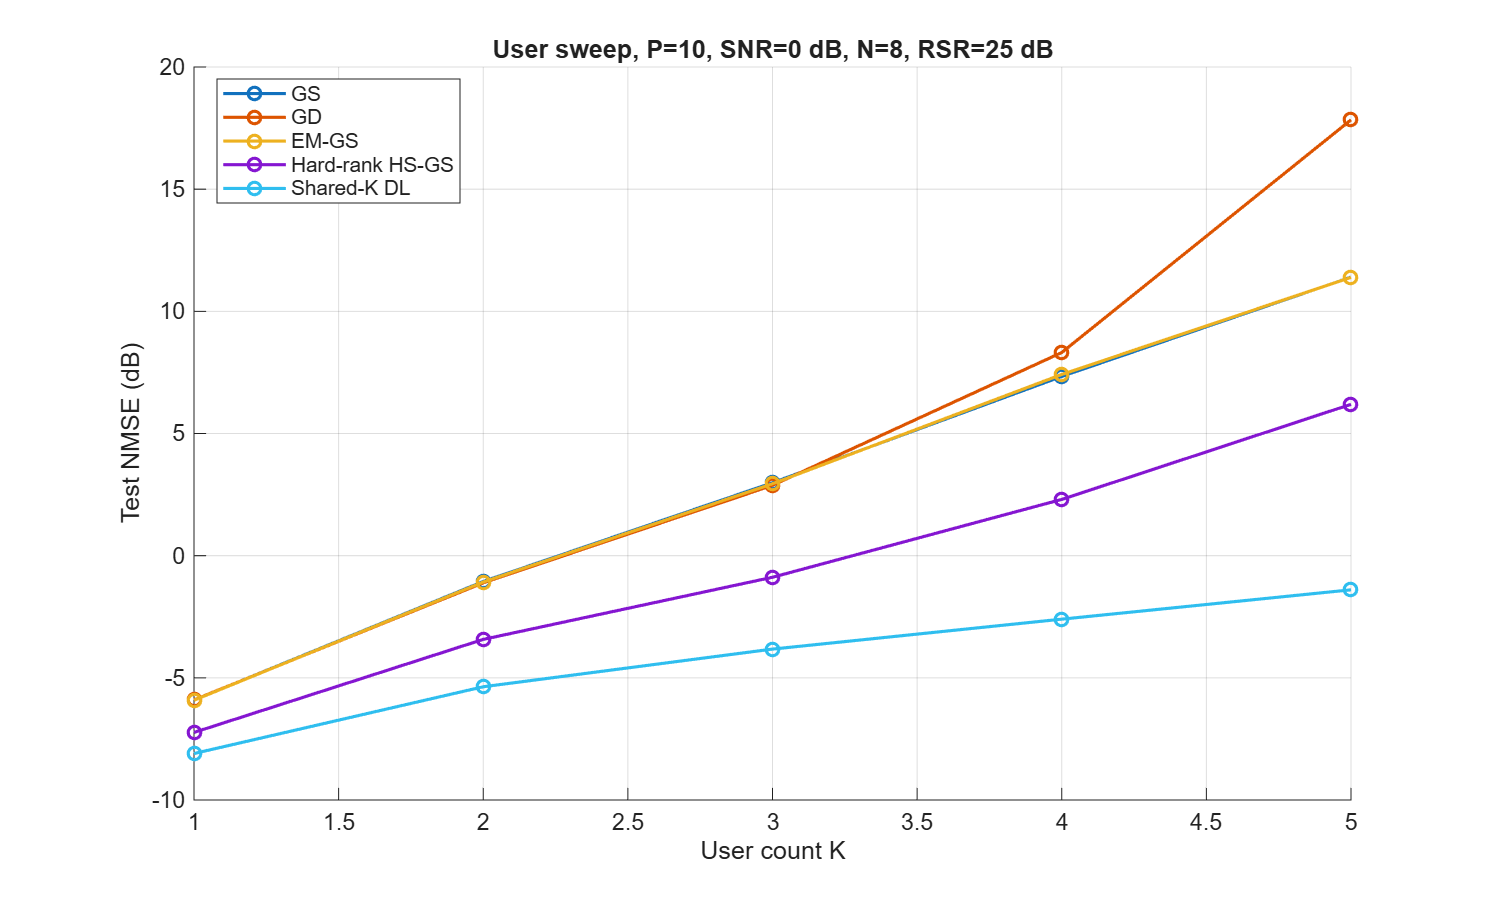 User sweep, P=10, SNR=0 dB, N=8, RSR=25 dB
GS
GD
EM-GS
Hard-rank HS-GS
Shared-K DL
20
15
10
5
0
-5
-10
Test NMSE (dB)
1 1.5 2 2.5 3 3.5 4 4.5 5
User count K